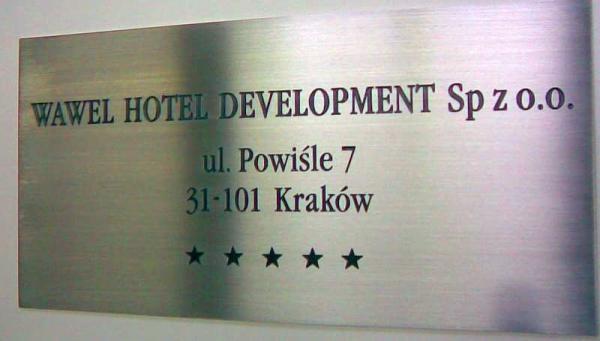 WAWEL HOTEL DEVELOPMENT Sp z o.o.
ul. Powiśle 7
31-101 Kraków
★ ★ ★ ★ ★